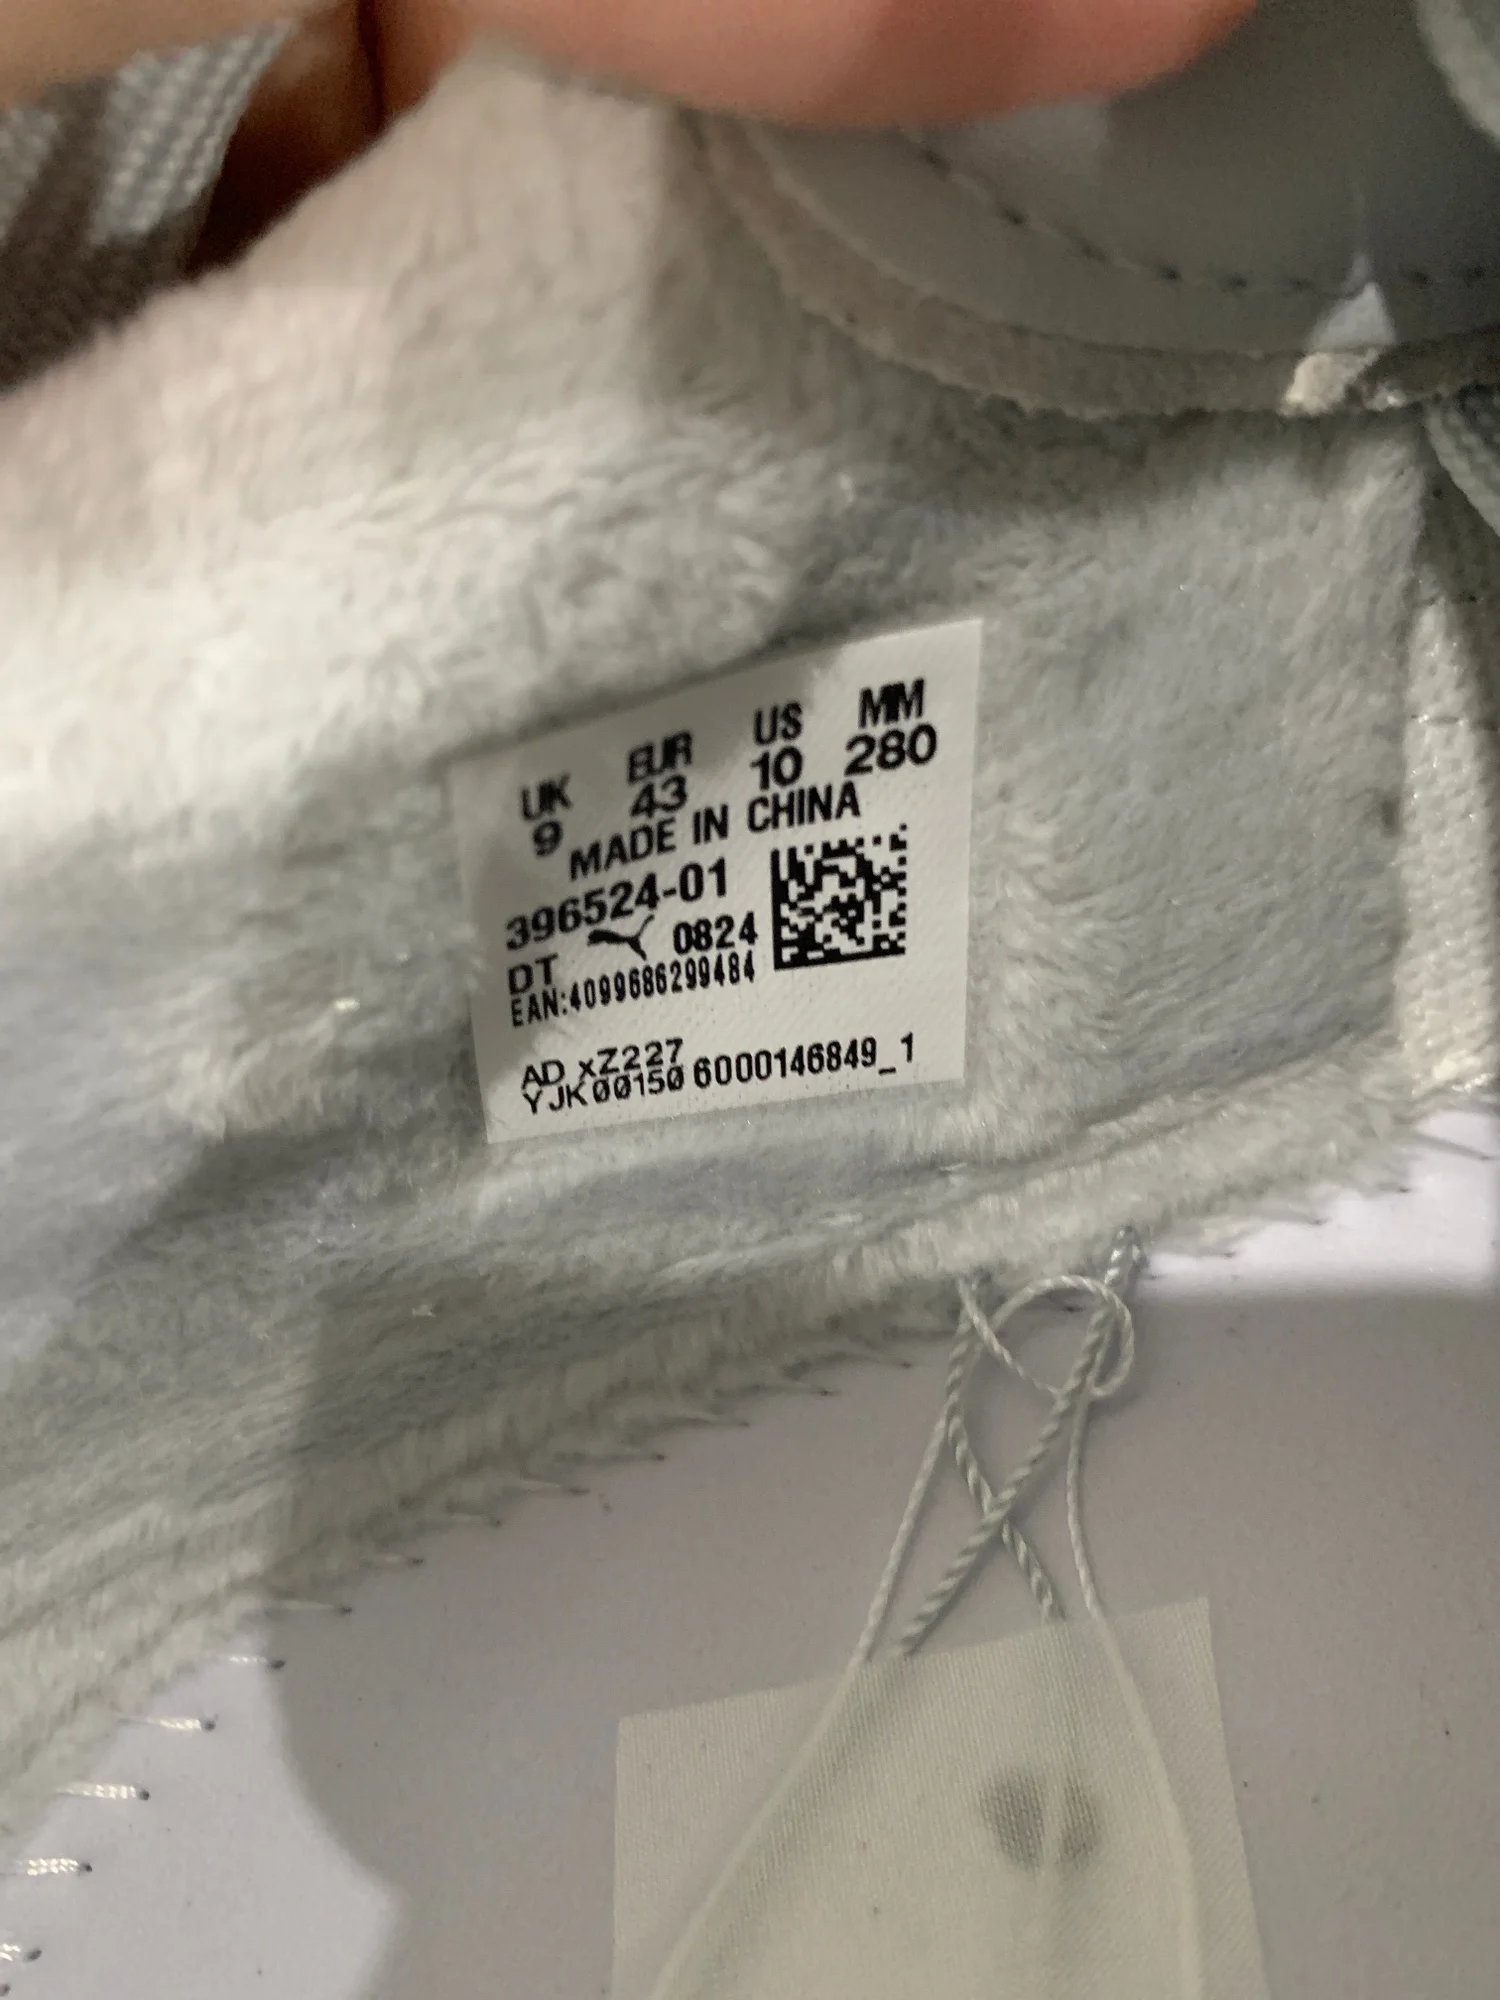 UK EUR US MM
9 43 10 280
MADE IN CHINA
396524-01
DT 0824
EAN:4099686299484
AD xZ227
YJK00150 6000146849_1